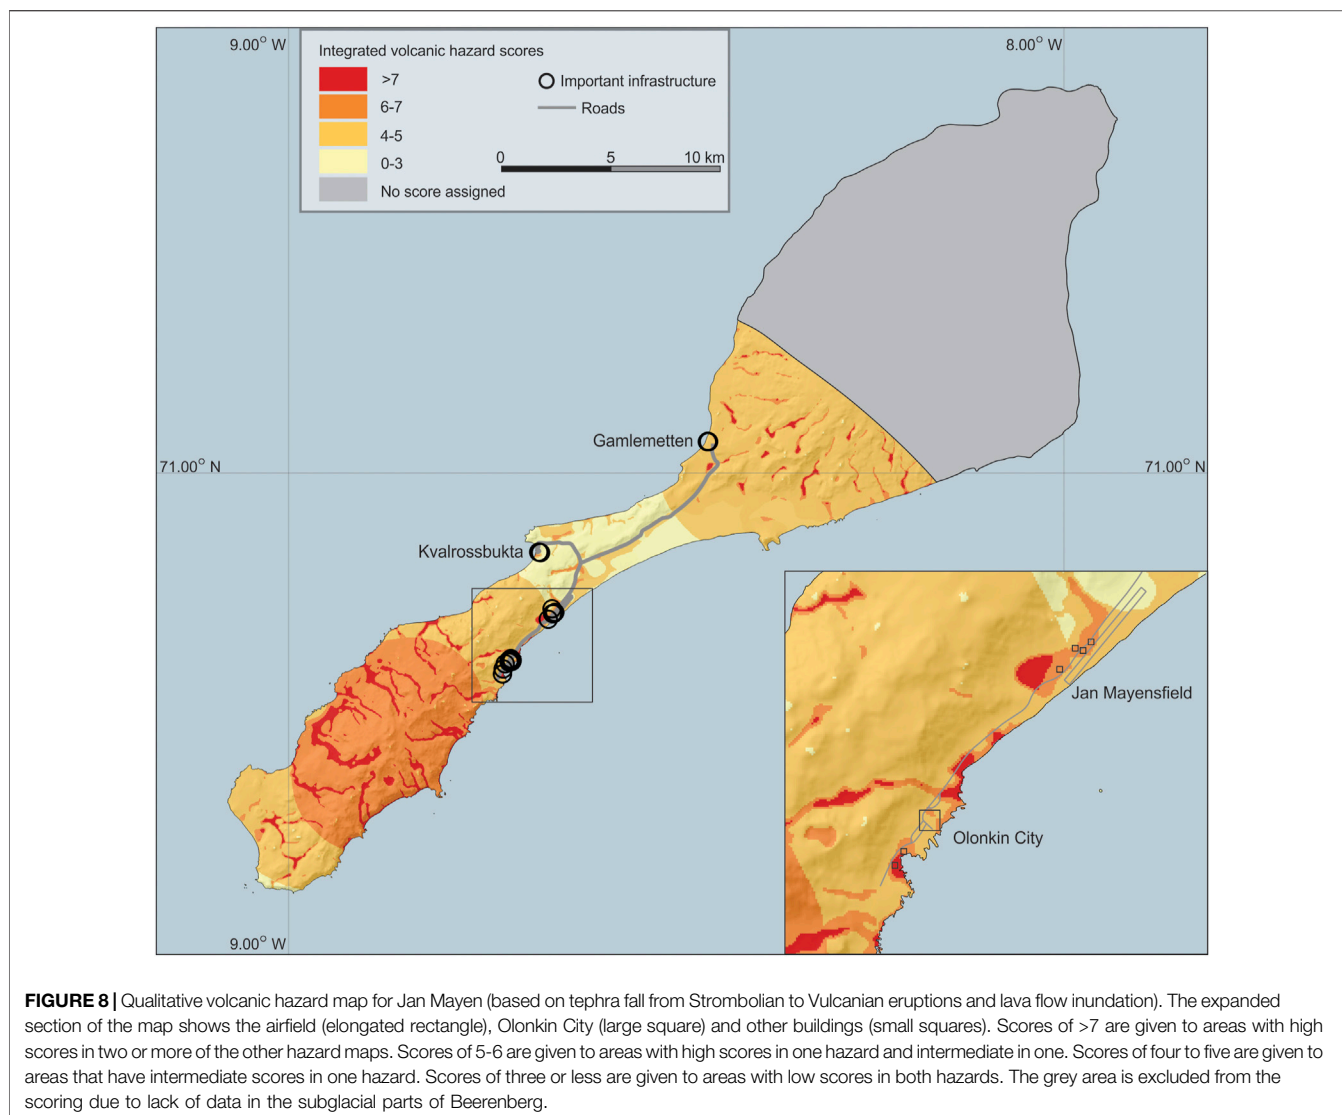 9.00° W
8.00° W
Integrated volcanic hazard scores
>7
6-7
4-5
0-3
No score assigned
Important infrastructure
Roads
0 5 10 km
Gamlemetten
71.00° N
71.00° N
Kvalrossbukta
Jan Mayensfield
Olonkin City
9.00° W
FIGURE 8 | Qualitative volcanic hazard map for Jan Mayen (based on tephra fall from Strombolian to Vulcanian eruptions and lava flow inundation). The expanded
section of the map shows the airfield (elongated rectangle), Olonkin City (large square) and other buildings (small squares). Scores of >7 are given to areas with high
scores in two or more of the other hazard maps. Scores of 5-6 are given to areas with high scores in one hazard and intermediate in one. Scores of four to five are given to
areas that have intermediate scores in one hazard. Scores of three or less are given to areas with low scores in both hazards. The grey area is excluded from the
scoring due to lack of data in the subglacial parts of Beerenberg.